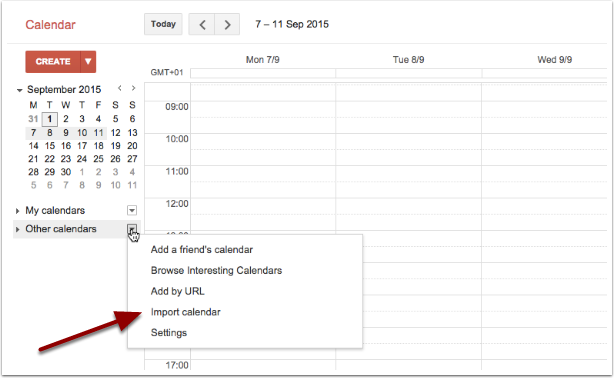 Calendar
Today
7 – 11 Sep 2015
CREATE
September 2015
M T W T F S S
31 1 2 3 4 5 6
7 8 9 10 11 12 13
14 15 16 17 18 19 20
21 22 23 24 25 26 27
28 29 30 1 2 3 4
5 6 7 8 9 10 11
My calendars
Other calendars
Add a friend's calendar
Browse Interesting Calendars
Add by URL
Import calendar
Settings
GMT+01
Mon 7/9
Tue 8/9
Wed 9/9
09:00
10:00
11:00
12:00
17:00